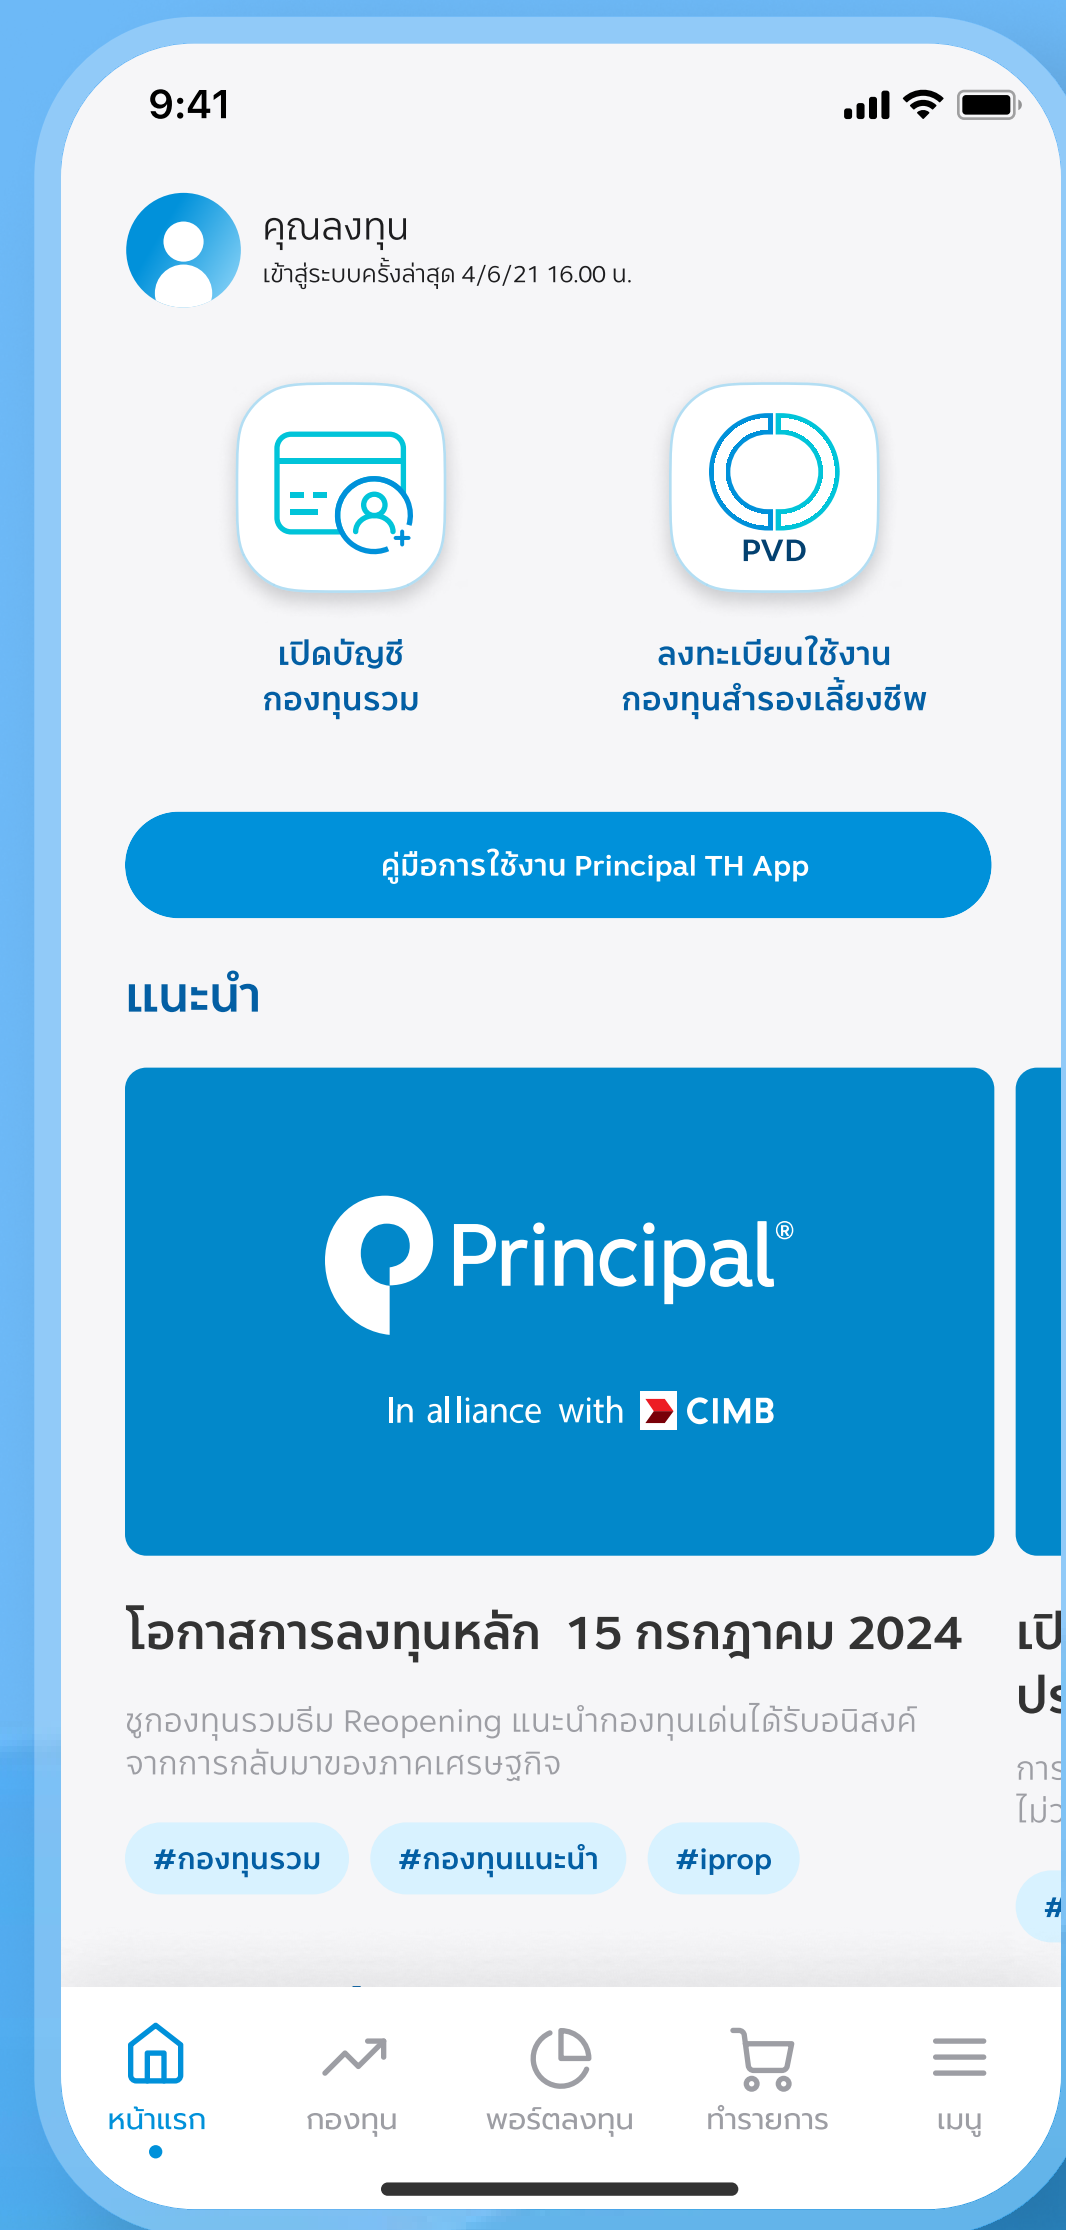 9:41
คุณลงทุน
เข้าสู่ระบบครั้งล่าสุด 4/6/21 16.00 น.
PVD
เปิดบัญชี
กองทุนรวม
ลงทะเบียนใช้งาน
กองทุนสำรองเลี้ยงชีพ
คู่มือการใช้งาน Principal TH App
แนะนำ
Principal®
In alliance with CIMB
โอกาสการลงทุนหลัก 15 กรกฎาคม 2024
ชูกองทุนรวมธีม Reopening แนะนำกองทุนเด่นได้รับอนิสงค์
จากการกลับมาของภาคเศรษฐกิจ
#กองทุนรวม #กองทุนแนะนำ #iprop
เปิ
ปร
การ
ไม่ว
#
หน้าแรก กองทุน พอร์ตลงทุน ทำรายการ เมนู